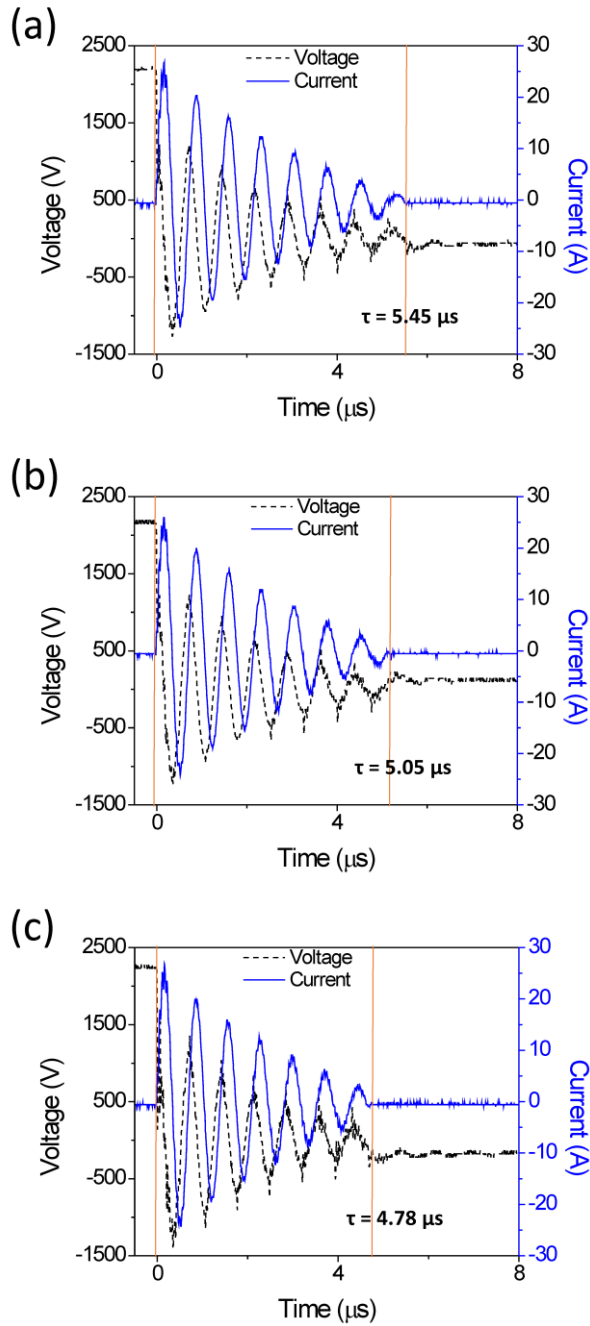 (a)
2500
1500
500
-500
-1500
Voltage (V)
Voltage
Current
30
20
10
0
-10
-20
-30
Current (A)
τ = 5.45 μs
0 4 8
Time (μs)
(b)
2500
1500
500
-500
-1500
Voltage (V)
Voltage
Current
30
20
10
0
-10
-20
-30
Current (A)
τ = 5.05 μs
0 4 8
Time (μs)
(c)
2500
1500
500
-500
-1500
Voltage (V)
Voltage
Current
30
20
10
0
-10
-20
-30
Current (A)
τ = 4.78 μs
0 4 8
Time (μs)